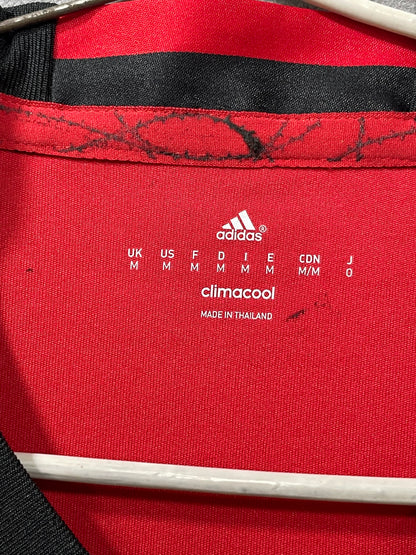 adidas®
UK US F D I E CDN J
M M M M M M M/M O
climacool
MADE IN THAILAND